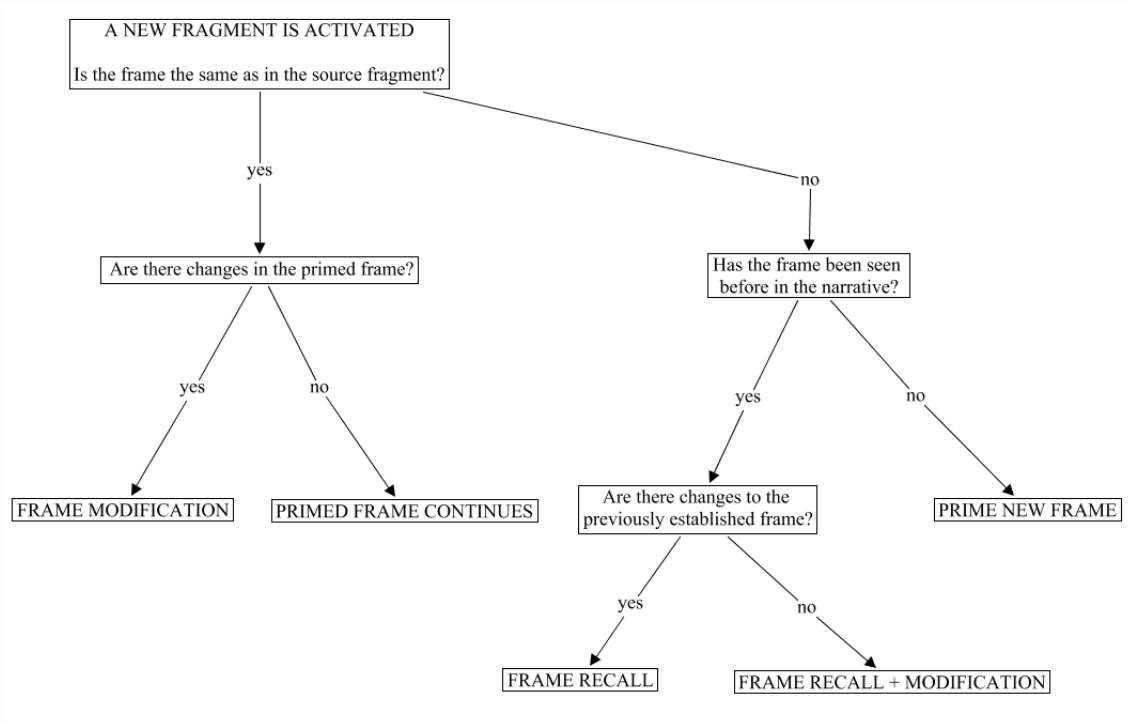 A NEW FRAGMENT IS ACTIVATED
Is the frame the same as in the source fragment?
yes
no
Are there changes in the primed frame?
Has the frame been seen
before in the narrative?
yes
no
yes
no
FRAME MODIFICATION
PRIMED FRAME CONTINUES
Are there changes to the
previously established frame?
PRIME NEW FRAME
yes
no
FRAME RECALL
FRAME RECALL + MODIFICATION